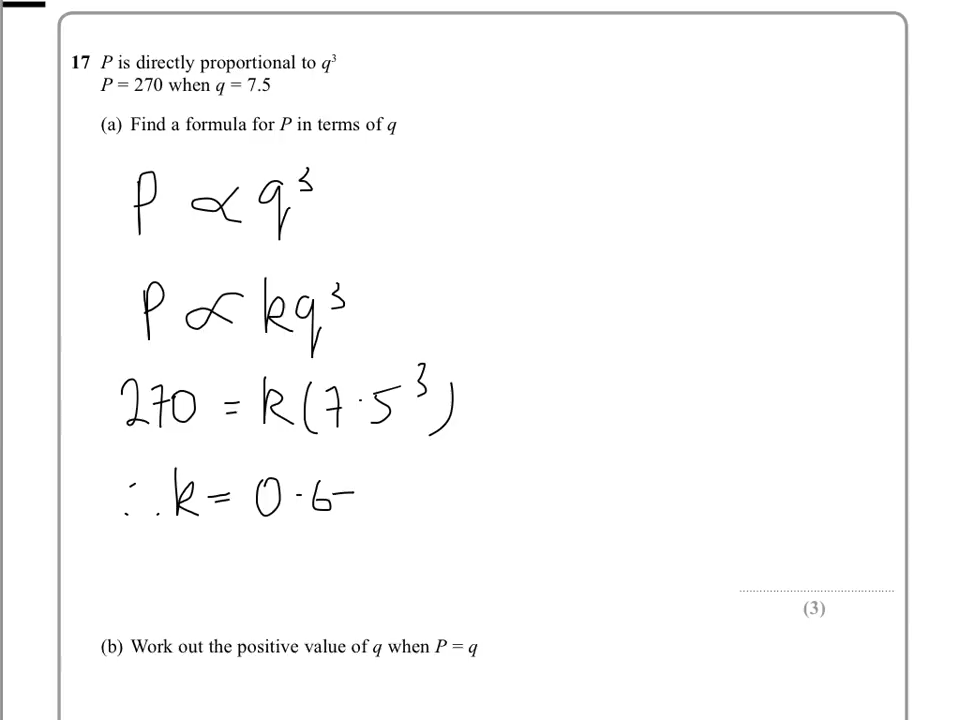 17 P is directly proportional to q³
P = 270 when q = 7.5
(a) Find a formula for P in terms of q
P ∝ q³
P ∝ kq³
270 = k(7.5³)
∴ k = 0.6
(3)
(b) Work out the positive value of q when P = q